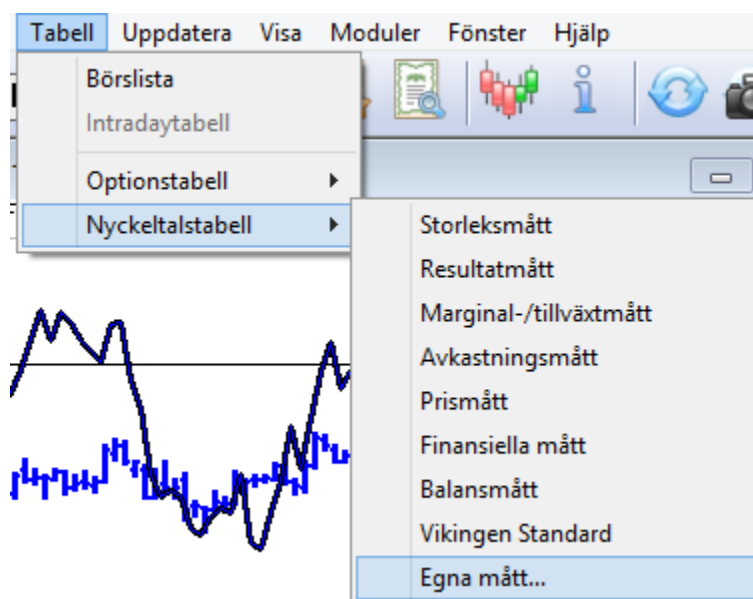 Tabell Uppdatera Visa Moduler Fönster Hjälp
Börslista
Intradaytabell
Optionstabell
Nyckeltalstabell
Storleksmått
Resultatmått
Marginal-/tillväxtmått
Avkastningsmått
Prismått
Finansiella mått
Balansmått
Vikingen Standard
Egna mått...